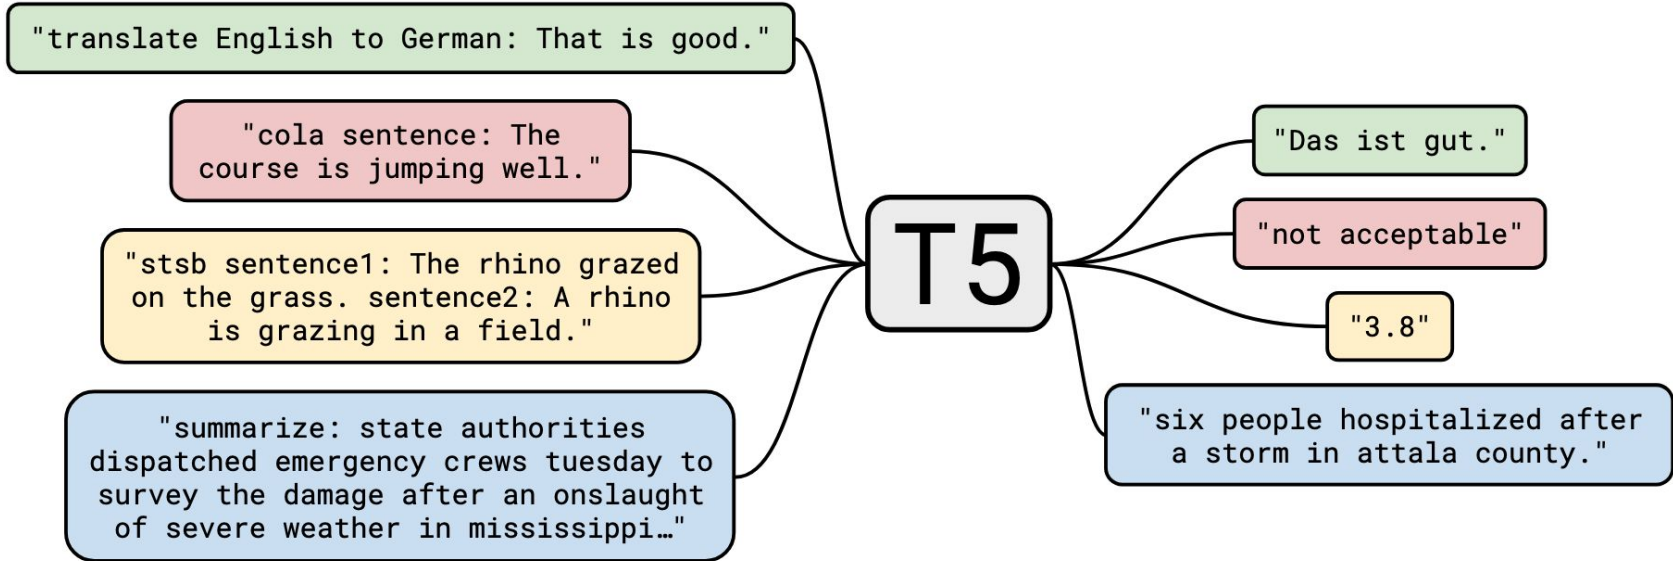 "translate English to German: That is good."
"cola sentence: The
course is jumping well."
"stsb sentence1: The rhino grazed
on the grass. sentence2: A rhino
is grazing in a field."
"summarize: state authorities
dispatched emergency crews tuesday to
survey the damage after an onslaught
of severe weather in mississippi…"
T5
"Das ist gut."
"not acceptable"
"3.8"
"six people hospitalized after
a storm in attala county."